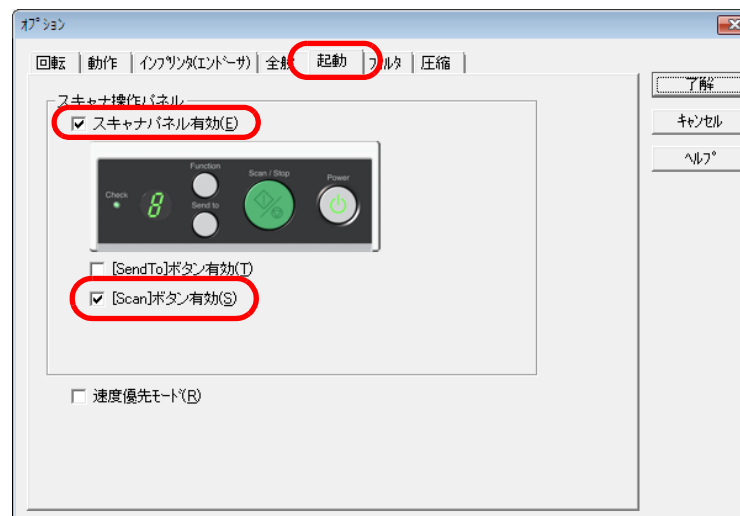 ｵﾌﾟｼｮﾝ
回転 動作 ｲﾝﾌﾟﾘﾝﾀ(ｴﾝﾄﾞｰｻ) 全般 起動 ﾌｨﾙﾀ 圧縮
了解
スキャナ操作パネル
スキャナパネル有効(E)
キャンセル
ﾍﾙﾌﾟ
Function
Scan / Stop
Power
Check
8
Send to
[SendTo]ボタン有効(T)
[Scan]ボタン有効(S)
速度優先ﾓｰﾄﾞ(R)